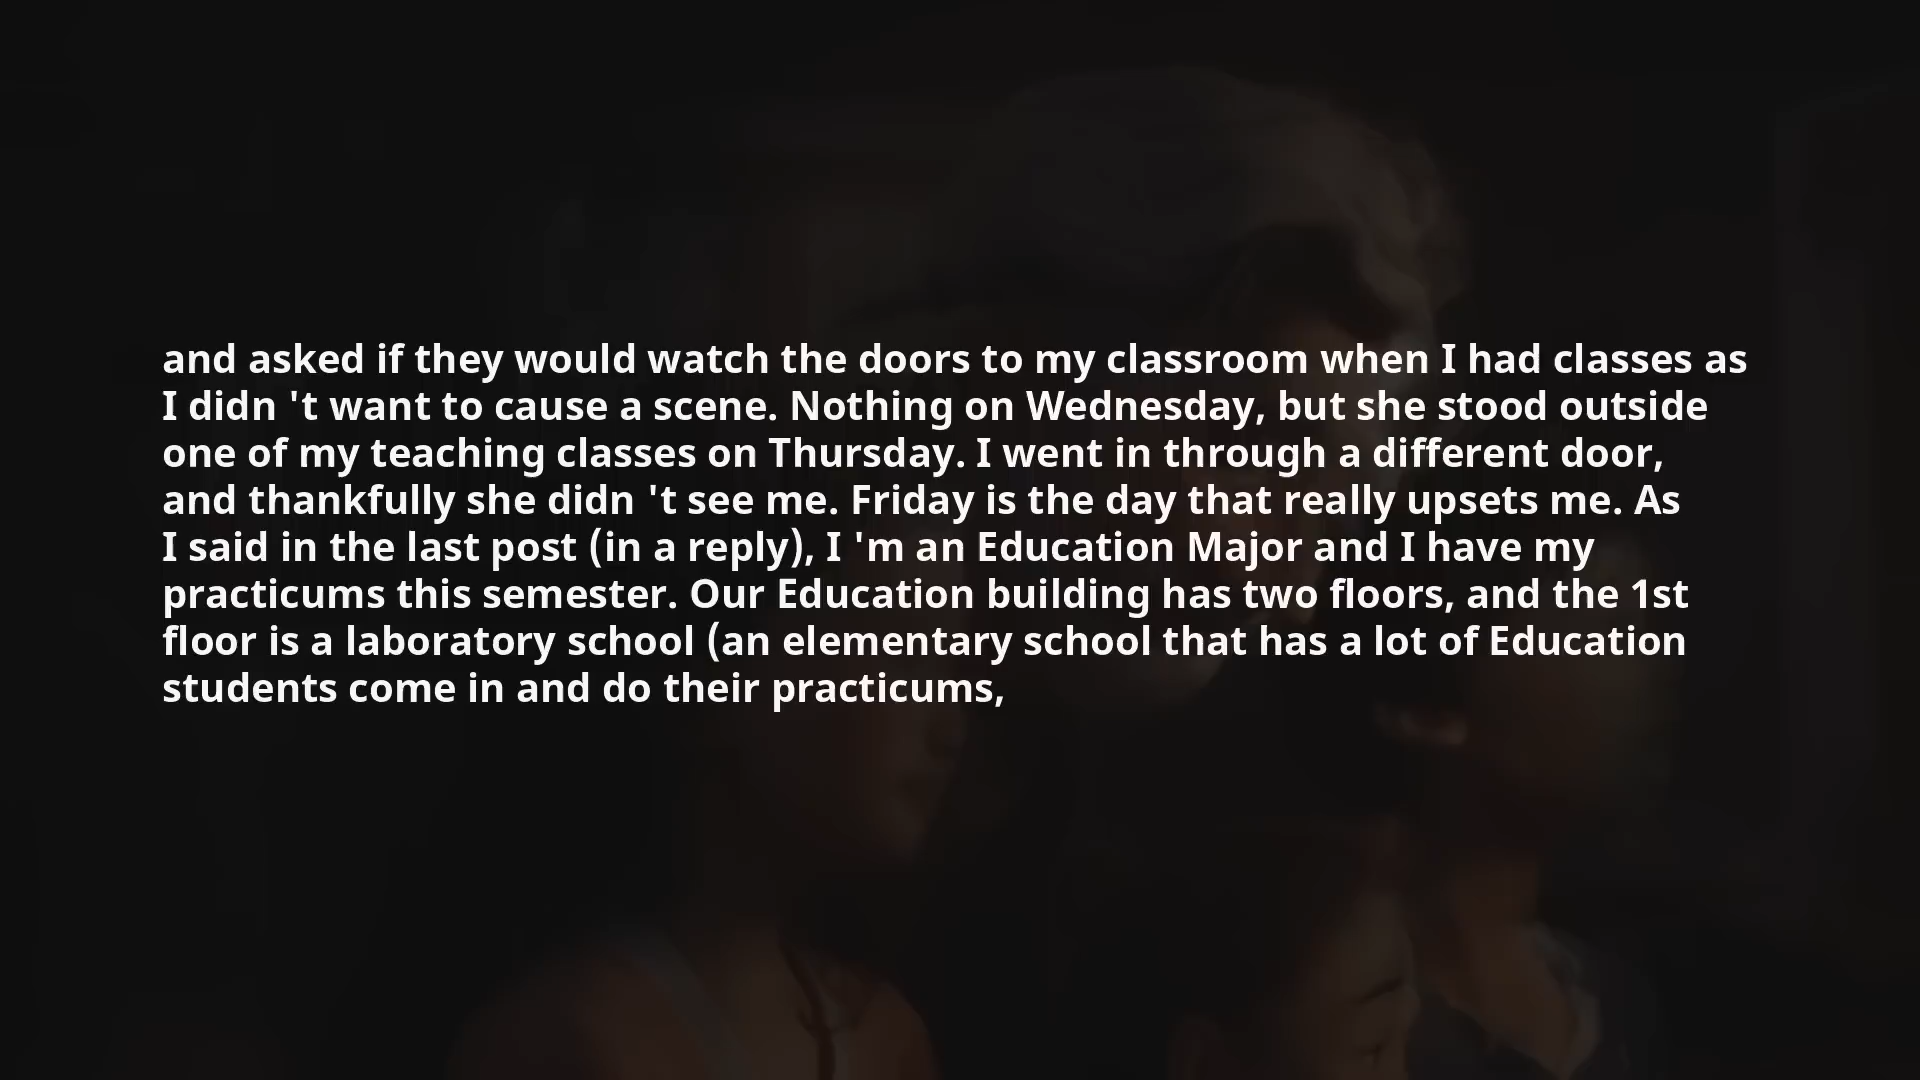 and asked if they would watch the doors to my classroom when I had classes as
I didn 't want to cause a scene. Nothing on Wednesday, but she stood outside
one of my teaching classes on Thursday. I went in through a different door,
and thankfully she didn 't see me. Friday is the day that really upsets me. As
I said in the last post (in a reply), I 'm an Education Major and I have my
practicums this semester. Our Education building has two floors, and the 1st
floor is a laboratory school (an elementary school that has a lot of Education
students come in and do their practicums,